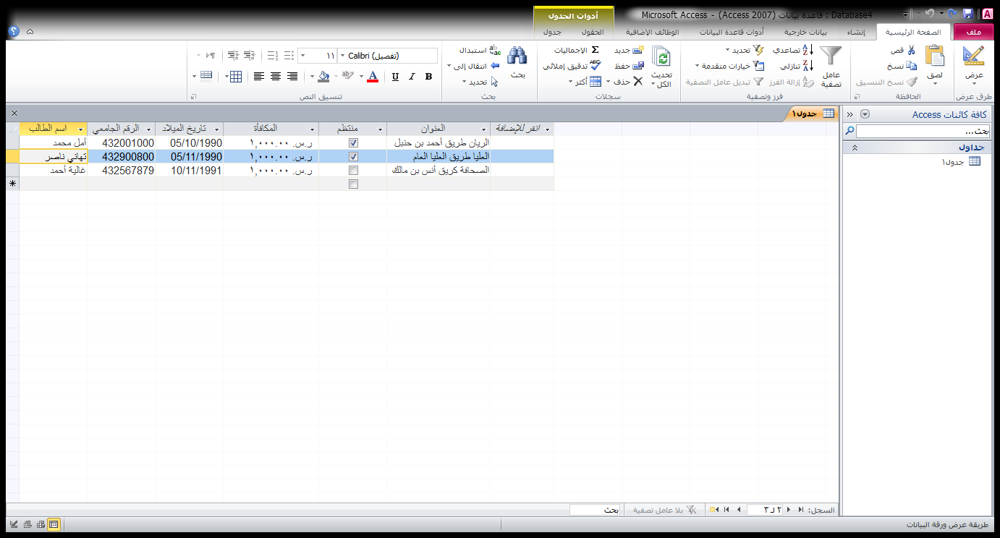 Database4 : قاعدة بيانات (Access 2007) - Microsoft Access
أدوات الجدول
ملف الصفحة الرئيسية إنشاء بيانات خارجية أدوات قاعدة البيانات الوظائف الإضافية الحقول جدول
عرض
طرق عرض
لصق
قص
نسخ
نسخ التنسيق
الحافظة
عامل تصفية
تصاعدي
تنازلي
إزالة الفرز
تحديد
خيارات متقدمة
تبديل عامل التصفية
فرز وتصفية
تحديث الكل
جديد
حفظ
حذف
الإجماليات
تدقيق إملائي
أكثر
سجلات
بحث
استبدال
انتقال إلى
تحديد
بحث
Calibri (تفصيل)
١١
B I U A
تنسيق النص
كافة كائنات Access
بحث...
جداول
جدول١
جدول١
اسم الطالب الرقم الجامعي تاريخ الميلاد المكافأة منتظم العنوان انقر للإضافة
أمل محمد 432001000 05/10/1990 ر.س. ١,٠٠٠.٠٠ الريان طريق أحمد بن حنبل
تهاني ناصر 432900800 05/11/1990 ر.س. ١,٠٠٠.٠٠ العليا طريق العليا العام
غالية أحمد 432567879 10/11/1991 ر.س. ١,٠٠٠.٠٠ الصحافة كريق أنس بن مالك
السجل: ٢ لـ ٣ بلا عامل تصفية بحث
طريقة عرض ورقة البيانات